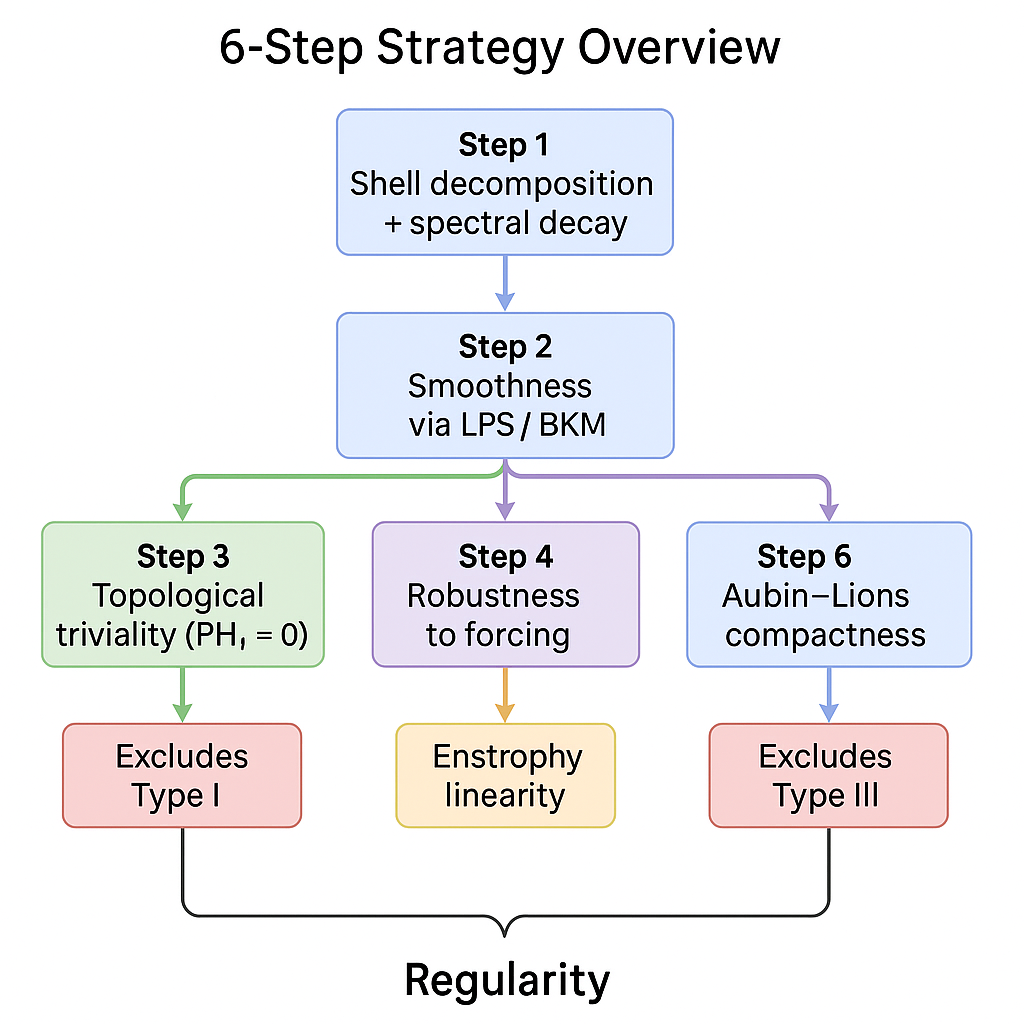 6-Step Strategy Overview
Step 1
Shell decomposition
+ spectral decay
Step 2
Smoothness
via LPS / BKM
Step 3
Topological
triviality (PH₁ = 0)
Step 4
Robustness
to forcing
Step 6
Aubin–Lions
compactness
Excludes
Type I
Enstrophy
linearity
Excludes
Type III
Regularity